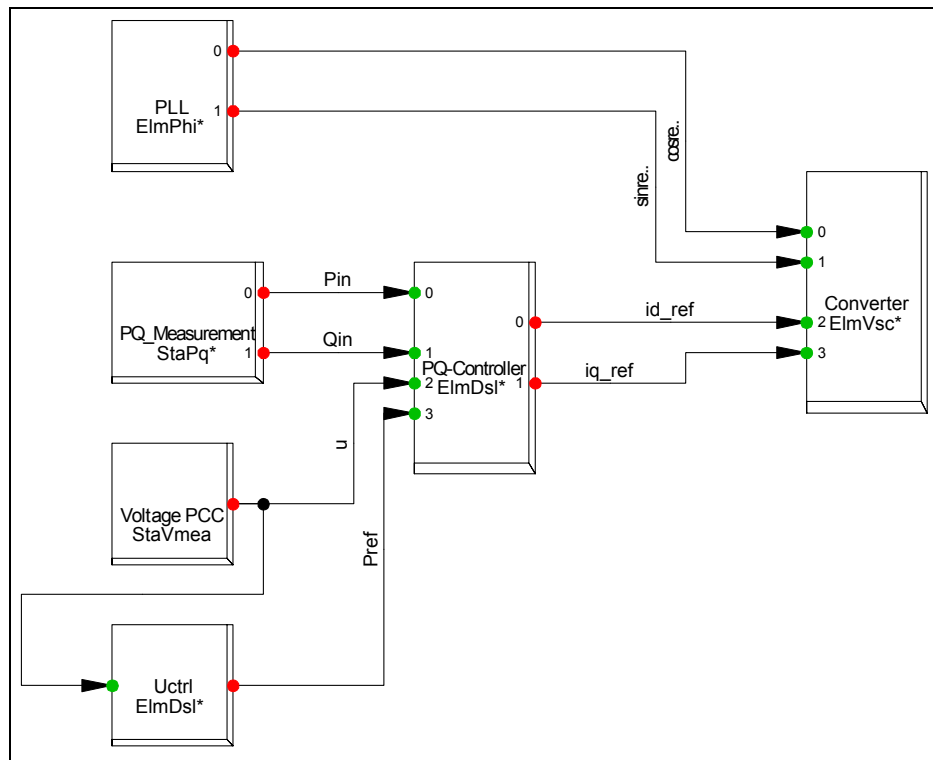 0
1
PLL
ElmPhi*
cosre..
sinre..
0
1
Converter
ElmVsc*
2
3
0
PQ_Measurement
StaPq*
1
Pin
Qin
0
1
2
3
0
PQ-Controller
ElmDsl*
1
id_ref
iq_ref
u
Pref
Voltage PCC
StaVmea
Uctrl
ElmDsl*